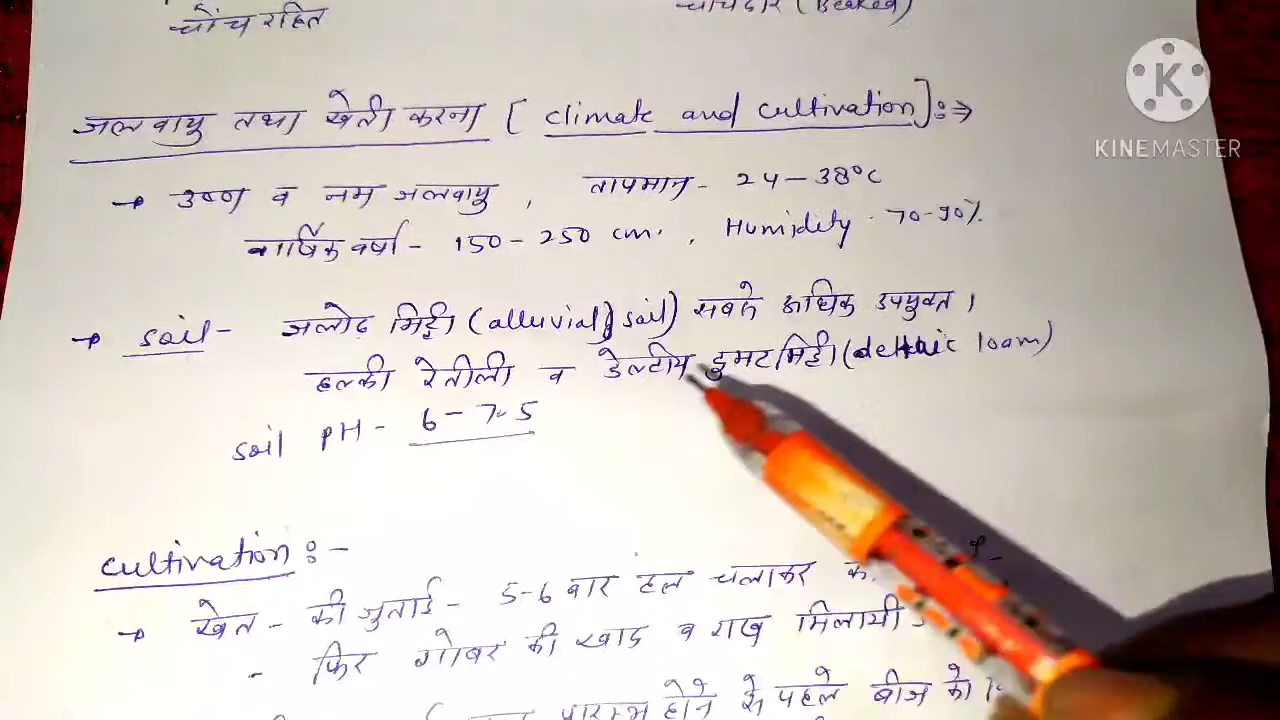 चोंच रहित
चोंचदार (Beaked)
जलवायु तथा खेती करना [climate and cultivation]:⇒
→ उष्ण व नम जलवायु, तापमान- 24-38°C
वार्षिक वर्षा- 150-250 cm., Humidity- 70-90%.
→ soil- जलोढ़ मिट्टी (alluvial soil) सबसे अधिक उपयुक्त।
हल्की रेतीली व डेल्टीय दुमट मिट्टी (deltaic loam)
soil pH- 6-7.5
cultivation:-
→ खेत- की जुताई- 5-6 बार हल चलाकर
- फिर गोबर की खाद व राख मिलायी
प्रारम्भ होने से पहले बीज को
K
KINEMASTER